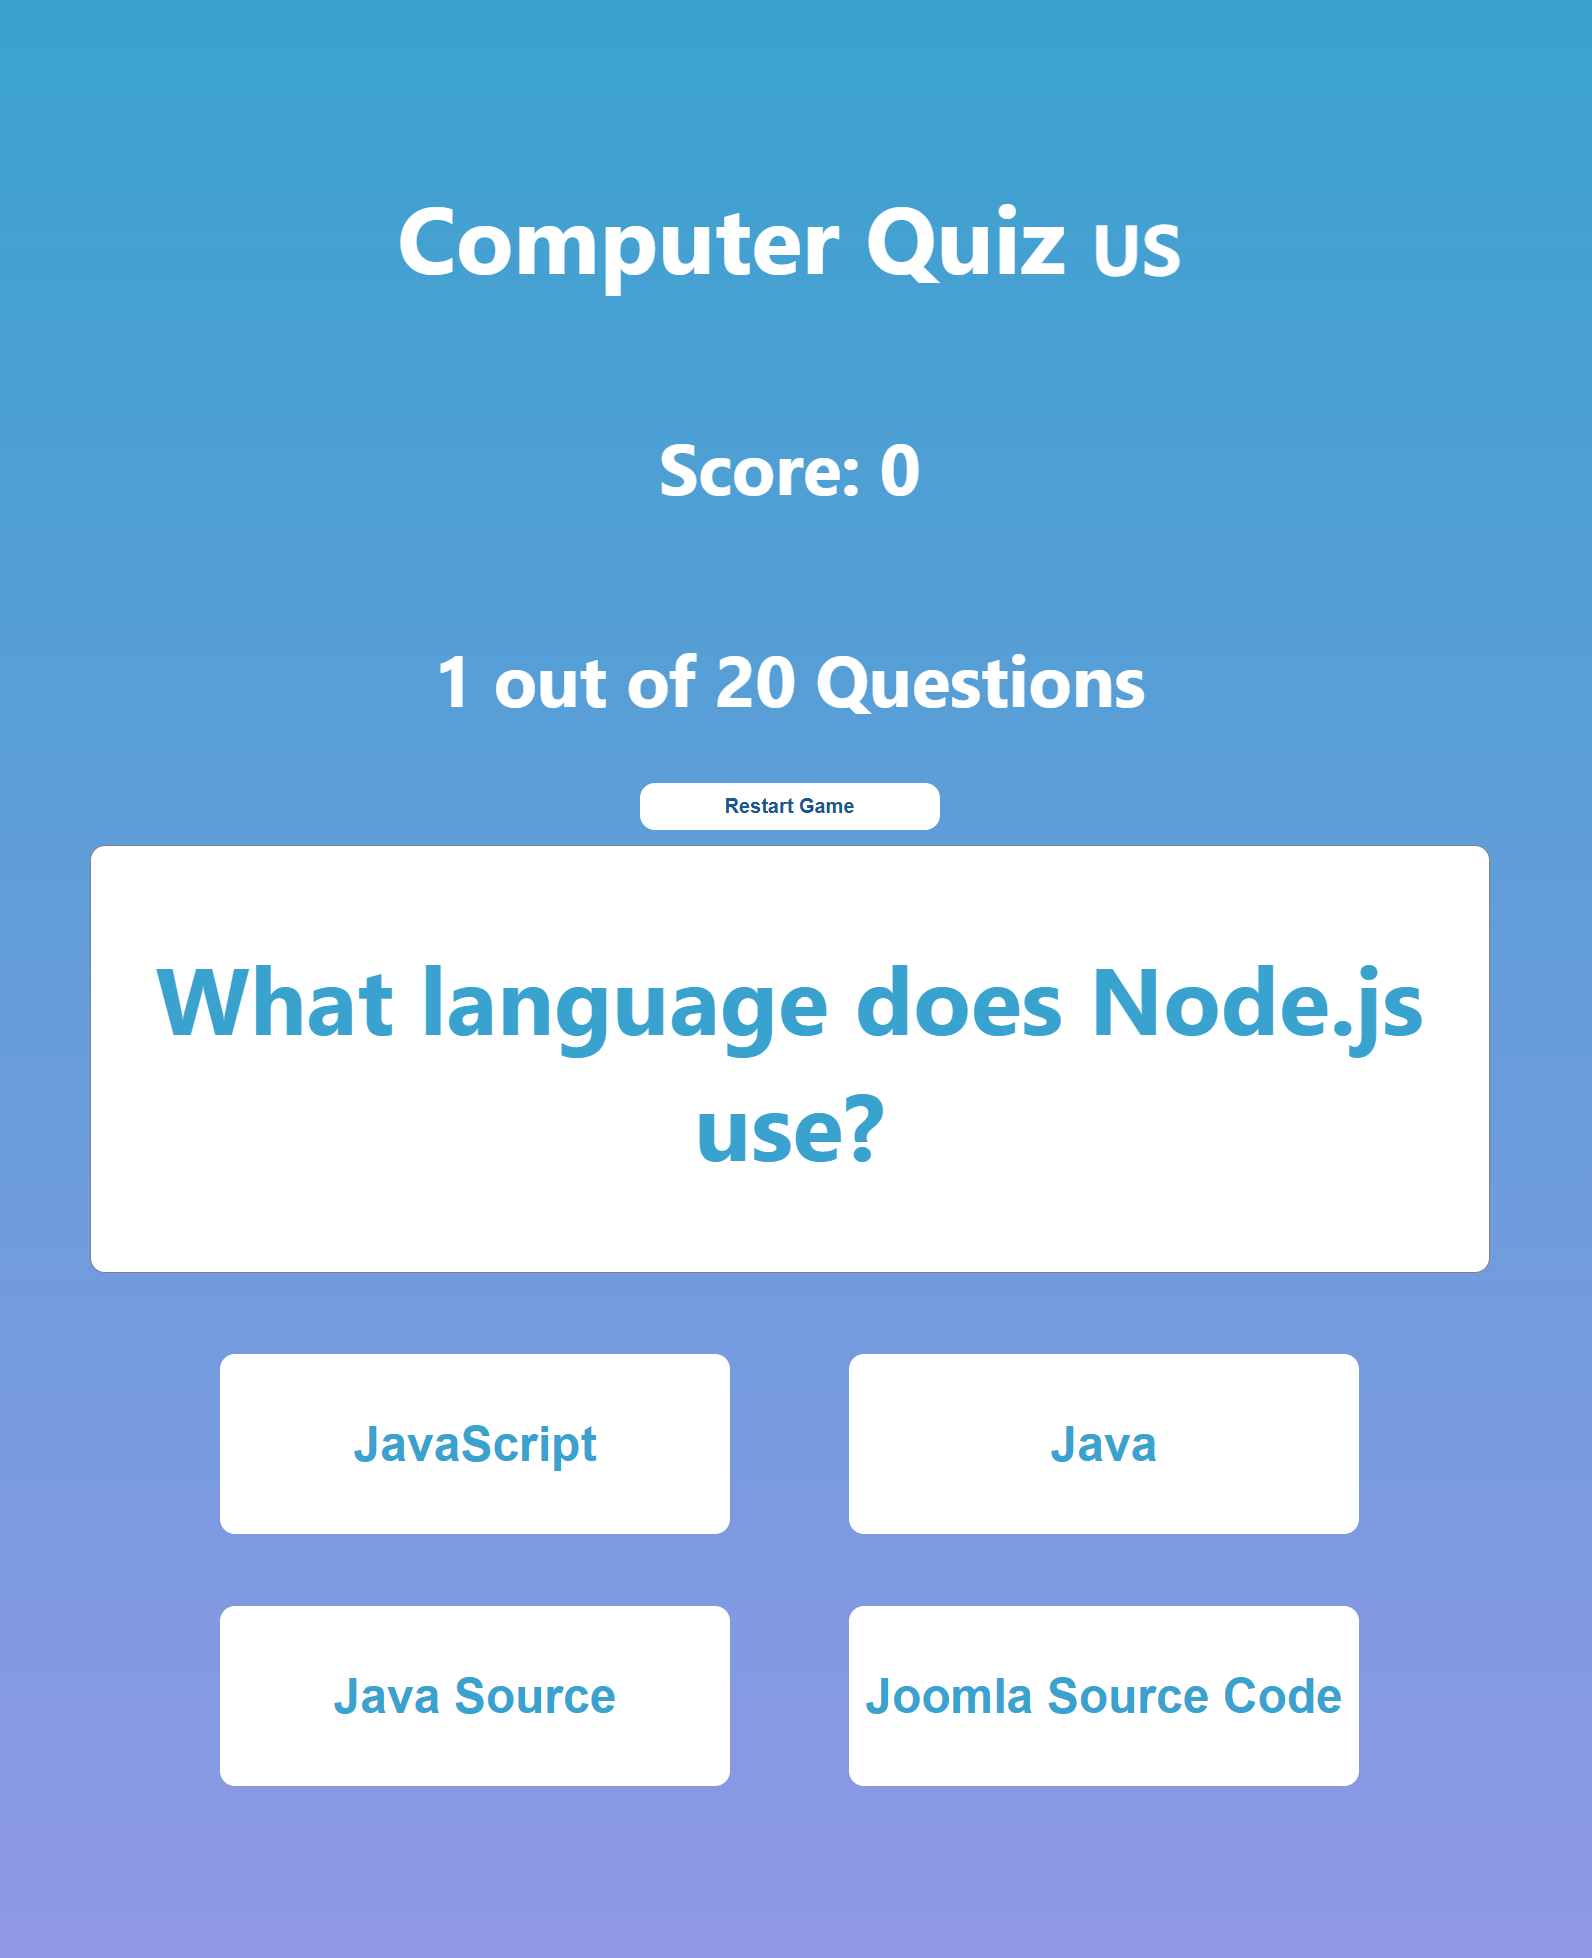 Computer Quiz US
Score: 0
1 out of 20 Questions
Restart Game
What language does Node.js
use?
JavaScript
Java
Java Source
Joomla Source Code